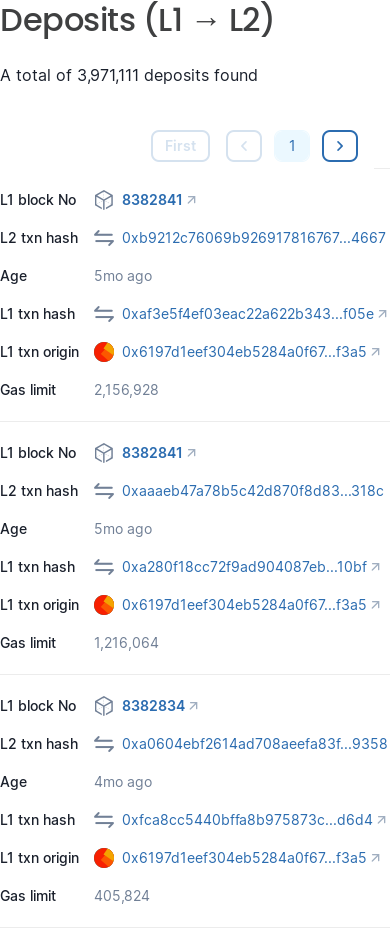 Deposits (L1 → L2)
A total of 3,971,111 deposits found
First 1
L1 block No 8382841
L2 txn hash 0xb9212c76069b926917816767...4667
Age 5mo ago
L1 txn hash 0xaf3e5f4ef03eac22a622b343...f05e
L1 txn origin 0x6197d1eef304eb5284a0f67...f3a5
Gas limit 2,156,928
L1 block No 8382841
L2 txn hash 0xaaaeb47a78b5c42d870f8d83...318c
Age 5mo ago
L1 txn hash 0xa280f18cc72f9ad904087eb...10bf
L1 txn origin 0x6197d1eef304eb5284a0f67...f3a5
Gas limit 1,216,064
L1 block No 8382834
L2 txn hash 0xa0604ebf2614ad708aeefa83f...9358
Age 4mo ago
L1 txn hash 0xfca8cc5440bffa8b975873c...d6d4
L1 txn origin 0x6197d1eef304eb5284a0f67...f3a5
Gas limit 405,824